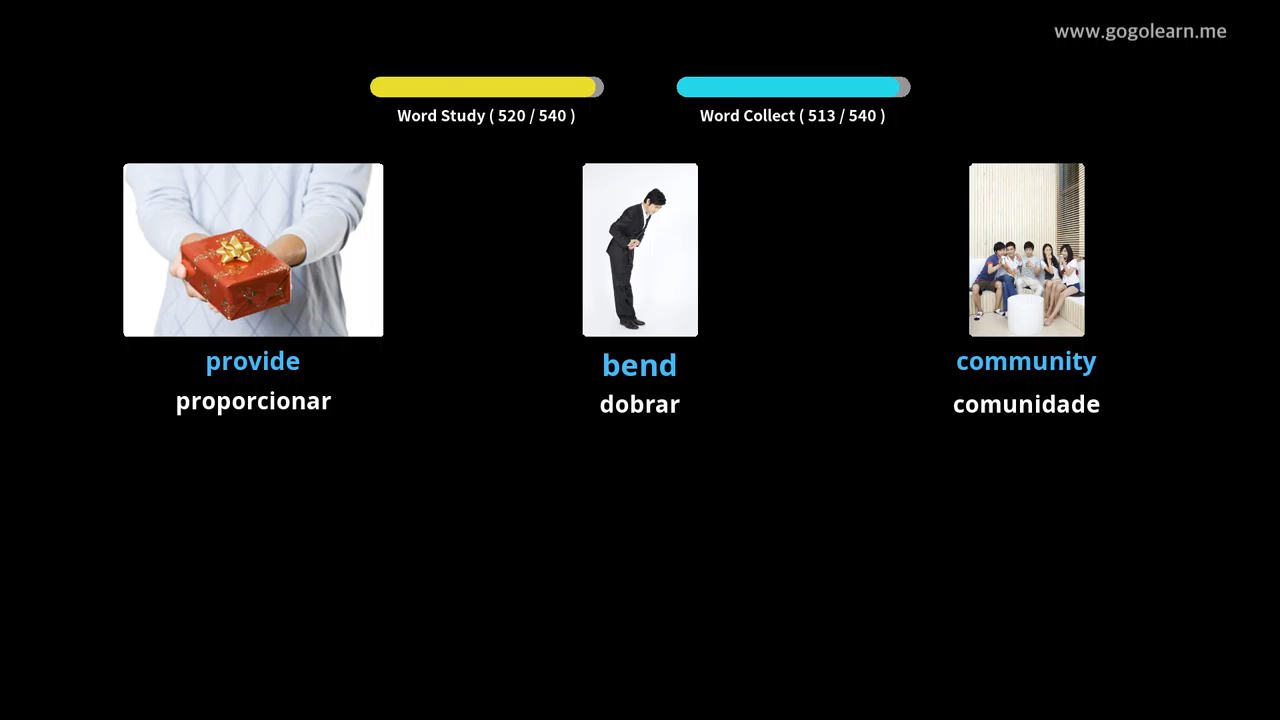 www.gogolearn.me
Word Study ( 520 / 540 )
Word Collect ( 513 / 540 )
provide
proporcionar
bend
dobrar
community
comunidade